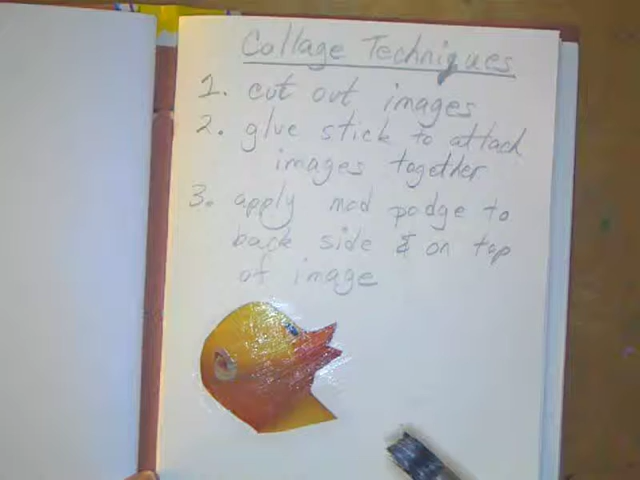 Collage Techniques
1. cut out images
2. glue stick to attach
images together
3. apply mod podge to
back side & on top
of image